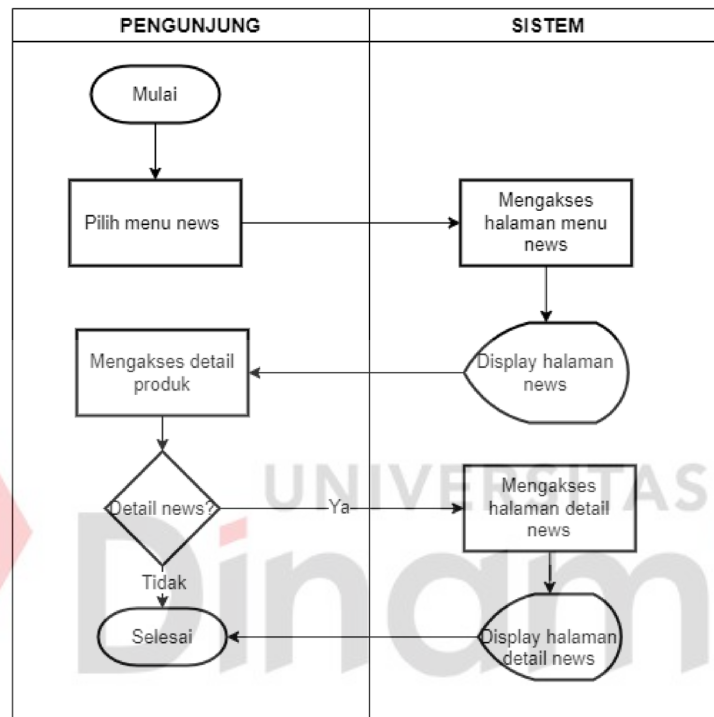 PENGUNJUNG
SISTEM
Mulai
Pilih menu news
Mengakses
halaman menu
news
Display halaman
news
Mengakses detail
produk
Detail news?
Ya
Tidak
Mengakses
halaman detail
news
Display halaman
detail news
Selesai
UNIVERSITAS
Dinam